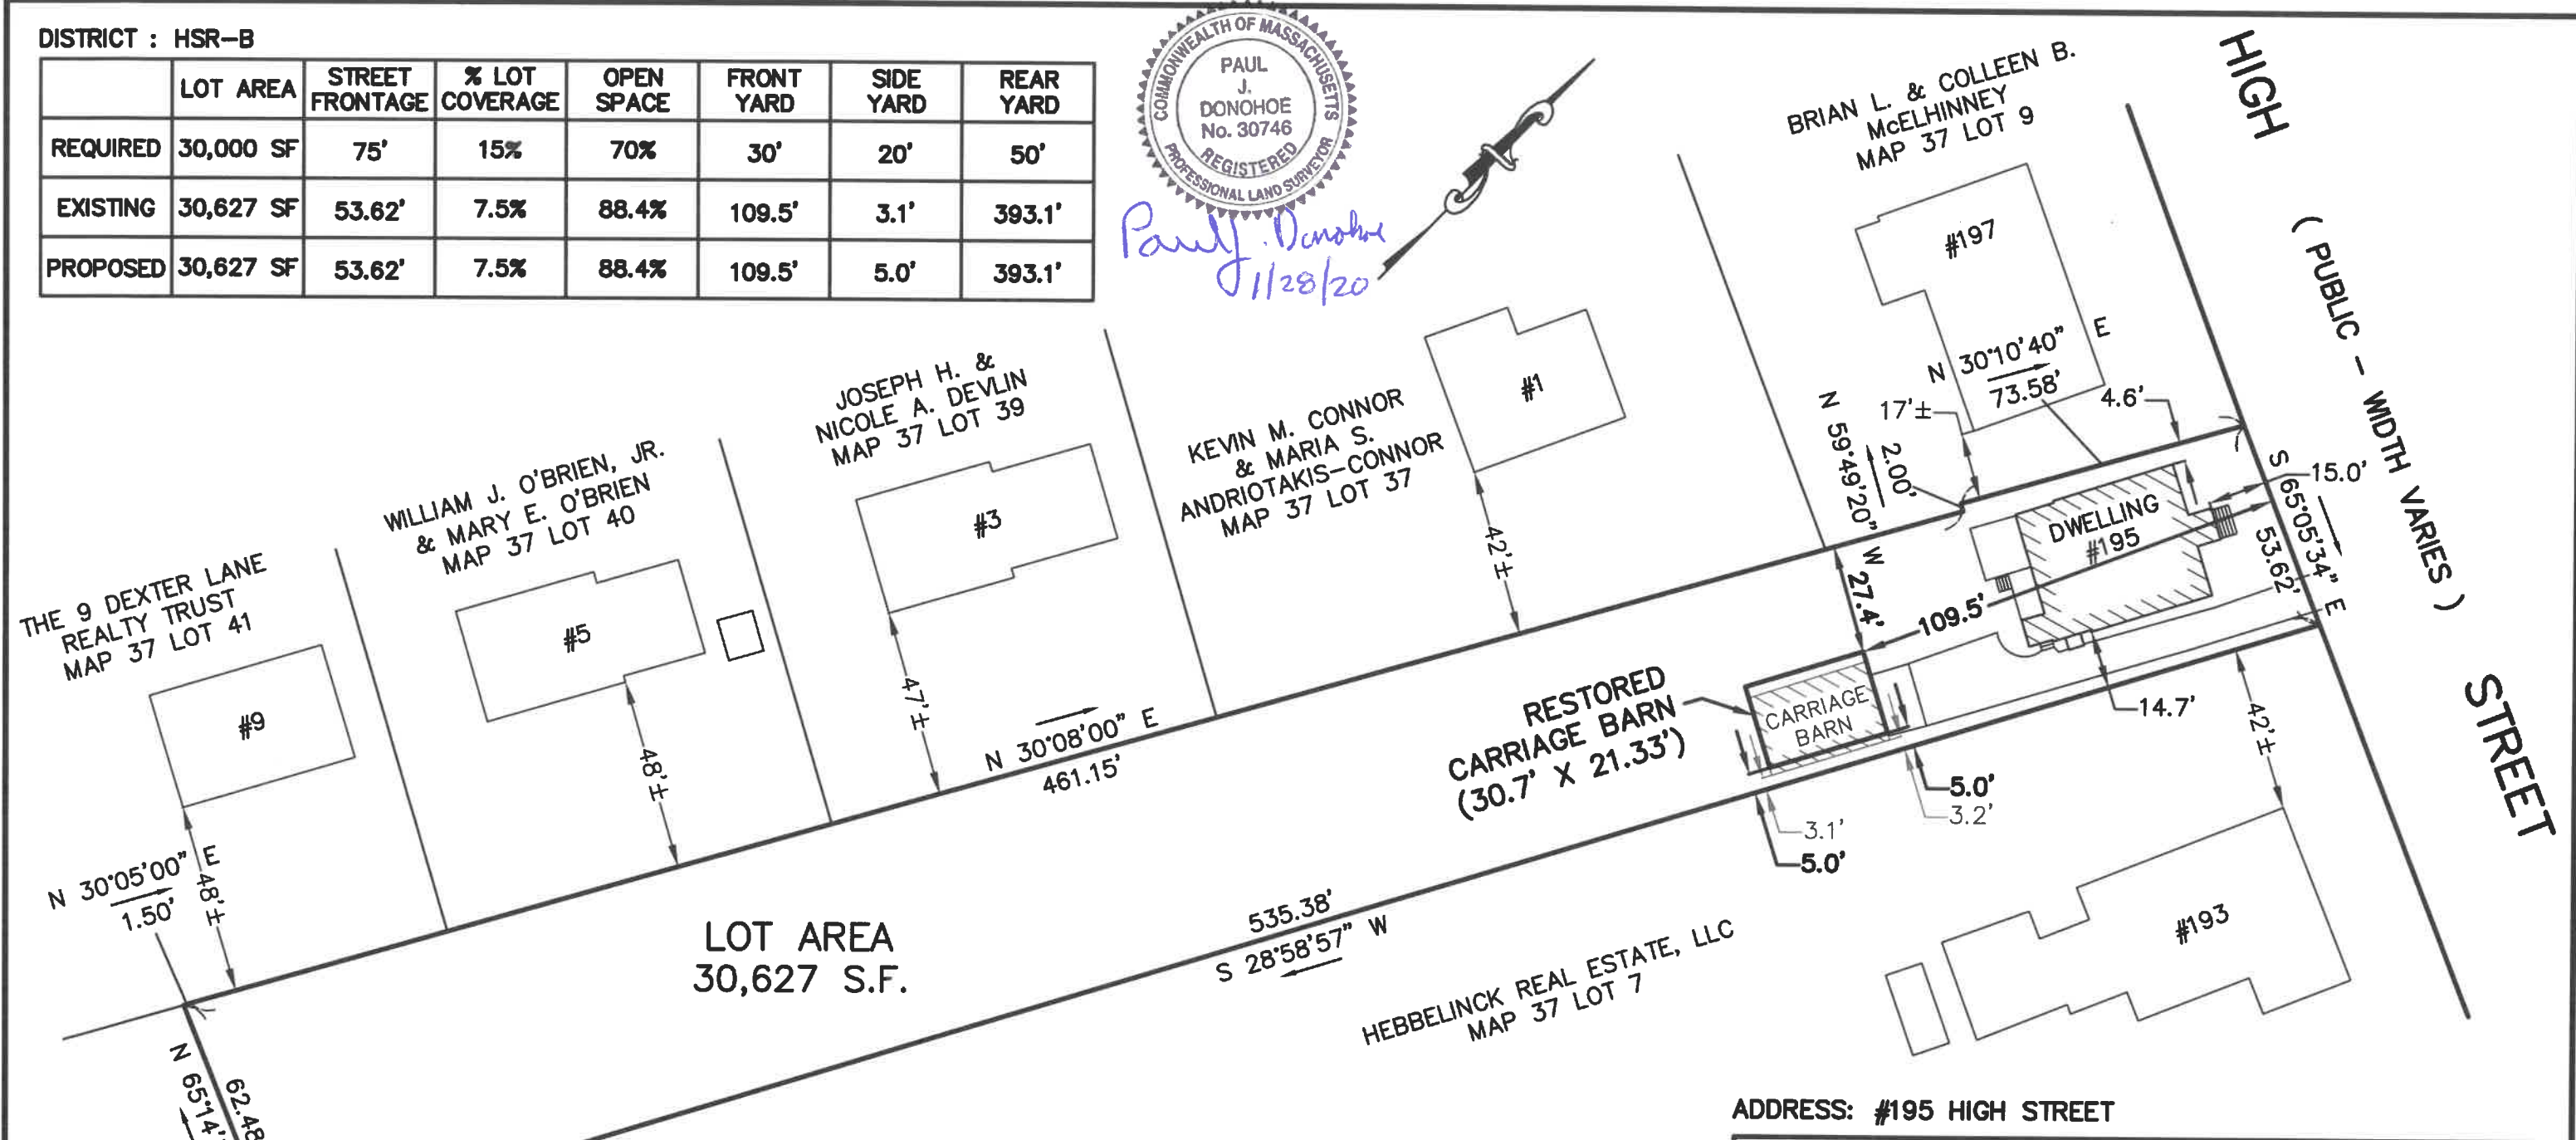 DISTRICT : HSR-B
LOT AREA STREET FRONTAGE % LOT COVERAGE OPEN SPACE FRONT YARD SIDE YARD REAR YARD
REQUIRED 30,000 SF 75' 15% 70% 30' 20' 50'
EXISTING 30,627 SF 53.62' 7.5% 88.4% 109.5' 3.1' 393.1'
PROPOSED 30,627 SF 53.62' 7.5% 88.4% 109.5' 5.0' 393.1'
COMMONWEALTH OF MASSACHUSETTS
PAUL
J.
DONOHOE
No. 30746
REGISTERED
PROFESSIONAL LAND SURVEYOR
Paul J. Donohoe
1/28/20
N
BRIAN L. & COLLEEN B.
McELHINNEY
MAP 37 LOT 9
#197
HIGH
( PUBLIC - WIDTH VARIES )
STREET
N 30°10'40" E
73.58'
17'±
4.6'
N 59°49'20" W
2.00'
S 65°05'34" E
53.62'
15.0'
DWELLING
#195
27.4'
109.5'
14.7'
42'±
JOSEPH H. &
NICOLE A. DEVLIN
MAP 37 LOT 39
#3
47'±
KEVIN M. CONNOR
& MARIA S.
ANDRIOTAKIS-CONNOR
MAP 37 LOT 37
#1
42'±
WILLIAM J. O'BRIEN, JR.
& MARY E. O'BRIEN
MAP 37 LOT 40
#5
48'±
THE 9 DEXTER LANE
REALTY TRUST
MAP 37 LOT 41
#9
48'±
N 30°05'00" E
1.50'
N 30°08'00" E
461.15'
RESTORED
CARRIAGE BARN
(30.7' X 21.33')
CARRIAGE
BARN
5.0'
3.2'
3.1'
5.0'
LOT AREA
30,627 S.F.
535.38'
S 28°58'57" W
HEBBELINCK REAL ESTATE, LLC
MAP 37 LOT 7
#193
N 65°14'
62.48
ADDRESS: #195 HIGH STREET